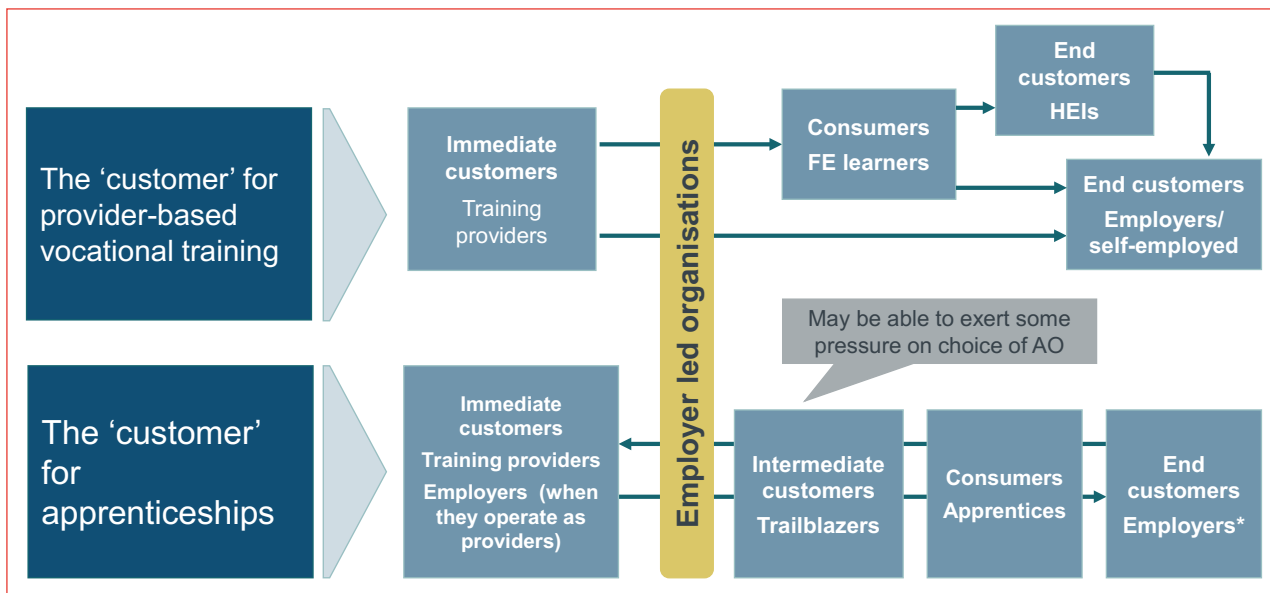 The ‘customer’ for
provider-based
vocational training
Immediate
customers
Training
providers
Employer led organisations
Consumers
FE learners
End
customers
HEIs
End customers
Employers/
self-employed
May be able to exert some
pressure on choice of AO
The ‘customer’
for
apprenticeships
Immediate
customers
Training providers
Employers (when
they operate as
providers)
Intermediate
customers
Trailblazers
Consumers
Apprentices
End
customers
Employers*